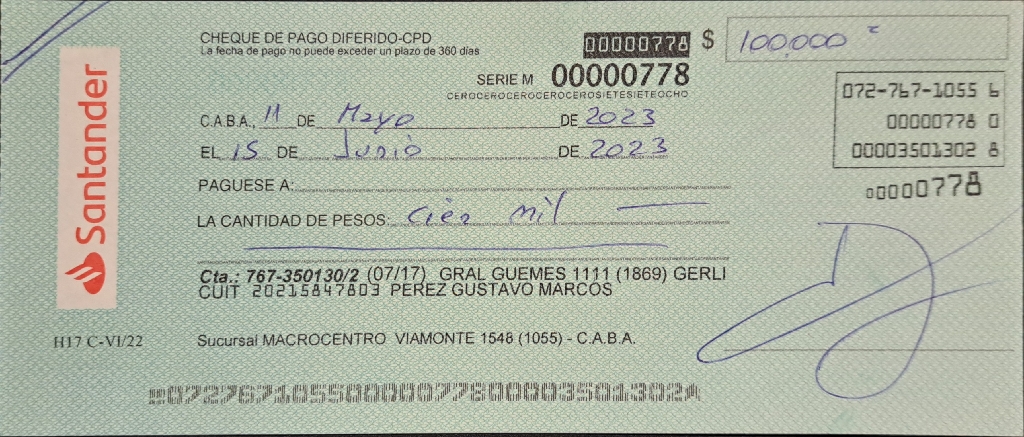 CHEQUE DE PAGO DIFERIDO-CPD
La fecha de pago no puede exceder un plazo de 360 días
00000778 $ 100.000
SERIE M 00000778
CEROCEROCEROCEROCEROSIETESIETEOCHO
072-767-1055 6
00000778 0
00003501302 8
00000778
C.A.B.A., 11 DE Mayo DE 2023
EL 15 DE Junio DE 2023
PAGUESE A:
LA CANTIDAD DE PESOS: cien mil
Santander
Cta.: 767-350130/2 (07/17) GRAL GUEMES 1111 (1869) GERLI
CUIT 20215847803 PEREZ GUSTAVO MARCOS
H17 C-VI/22
Sucursal MACROCENTRO VIAMONTE 1548 (1055) - C.A.B.A.
07276710550000077800003501302